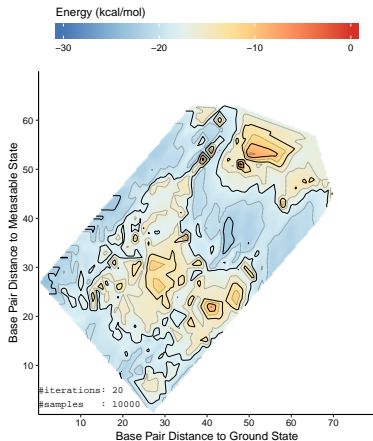 Energy (kcal/mol)
−30 −20 −10 0
Base Pair Distance to Metastable State
60
50
40
30
20
10
#iterations: 20
#samples   : 10000
10 20 30 40 50 60 70
Base Pair Distance to Ground State